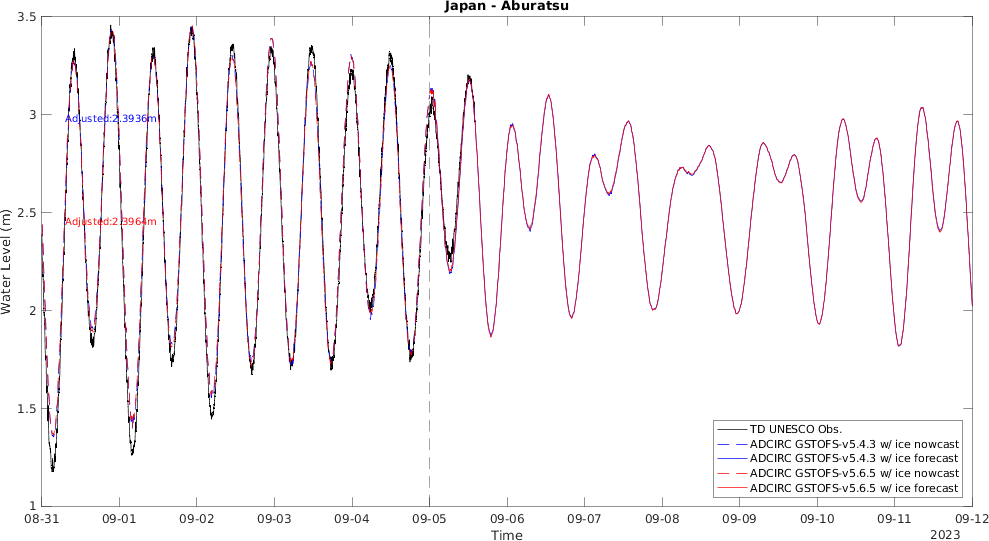 Japan - Aburatsu
3.5
3
2.5
2
1.5
1
Water Level (m)
Adjusted:2.3936m
Adjusted:2.3964m
TD UNESCO Obs.
ADCIRC GSTOFS-v5.4.3 w/ ice nowcast
ADCIRC GSTOFS-v5.4.3 w/ ice forecast
ADCIRC GSTOFS-v5.6.5 w/ ice nowcast
ADCIRC GSTOFS-v5.6.5 w/ ice forecast
08-31 09-01 09-02 09-03 09-04 09-05 09-06 09-07 09-08 09-09 09-10 09-11 09-12
Time
2023